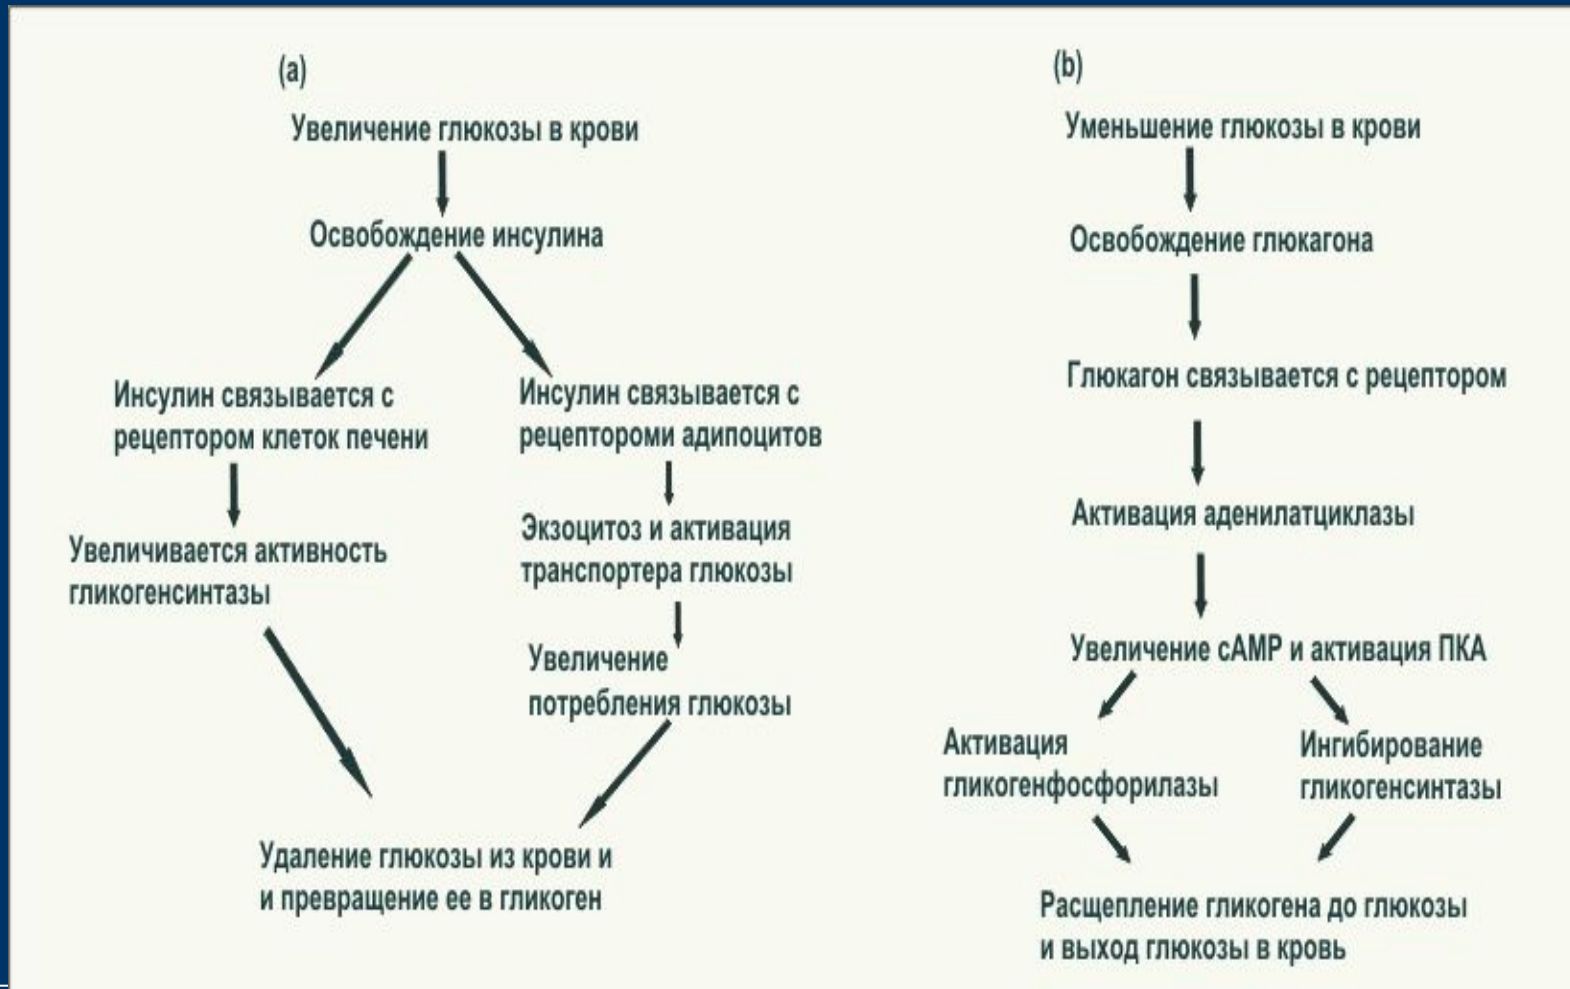 (a)
Увеличение глюкозы в крови
Освобождение инсулина
Инсулин связывается с
рецептором клеток печени
Увеличивается активность
гликогенсинтазы
Инсулин связывается с
рецептороми адипоцитов
Экзоцитоз и активация
транспортера глюкозы
Увеличение
потребления глюкозы
Удаление глюкозы из крови и
и превращение ее в гликоген
(b)
Уменьшение глюкозы в крови
Освобождение глюкагона
Глюкагон связывается с рецептором
Активация аденилатциклазы
Увеличение сАМР и активация ПКА
Активация
гликогенфосфорилазы
Ингибирование
гликогенсинтазы
Расщепление гликогена до глюкозы
и выход глюкозы в кровь